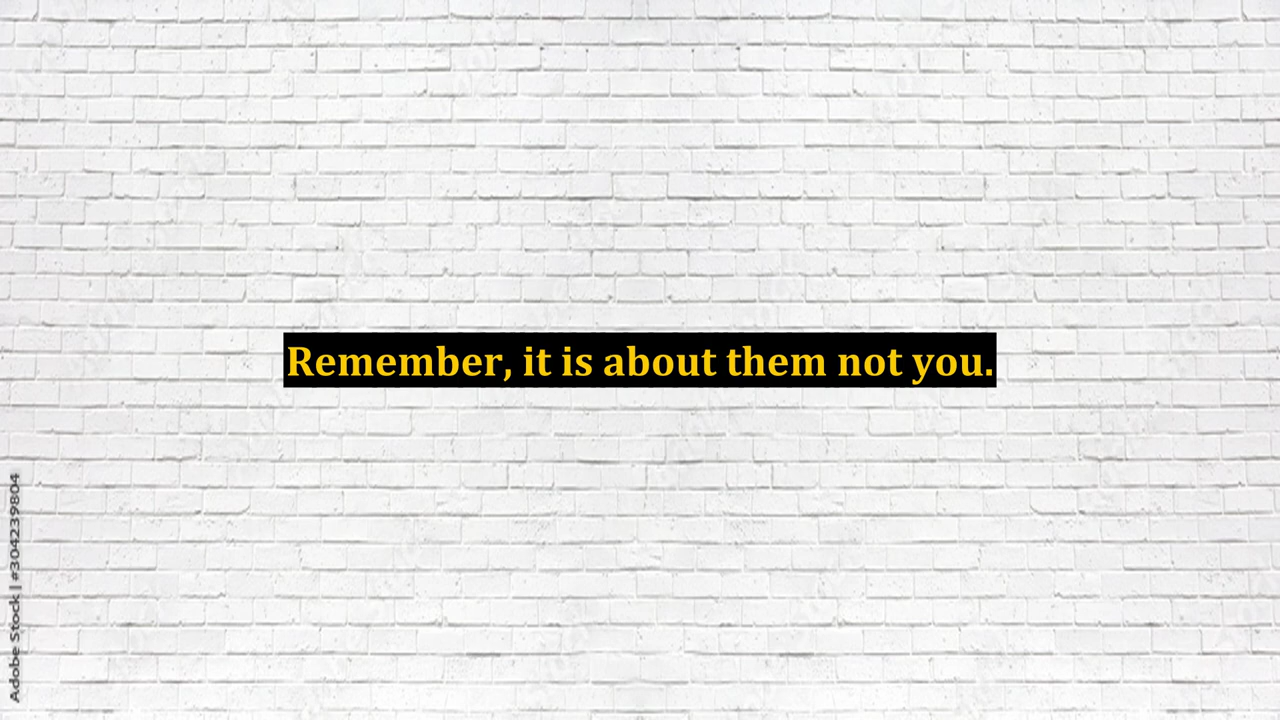 Remember, it is about them not you.
Adobe Stock | #304239804